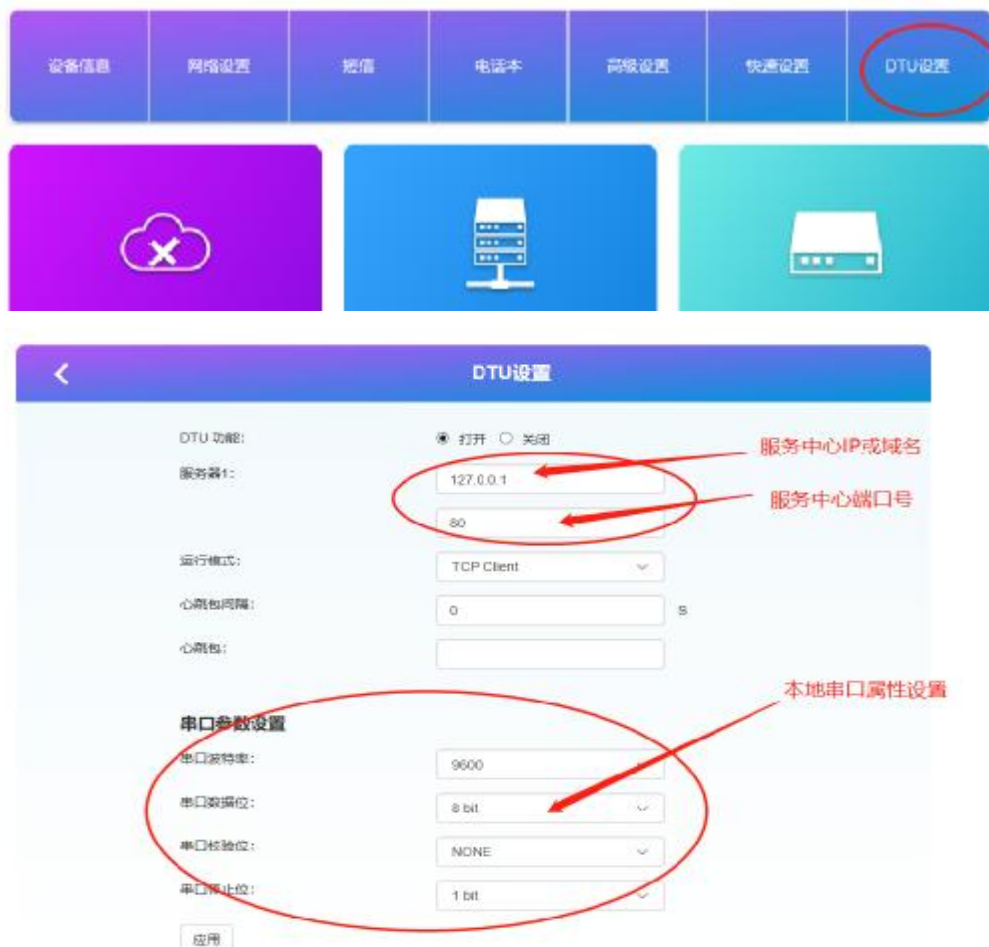 设备信息 网络设置 短信 电话本 高级设置 快速设置 DTU设置
DTU设置
DTU 功能: 打开 关闭
服务中心IP或域名
服务器1: 127.0.0.1
服务中心端口号
80
运行模式: TCP Client
心跳包间隔: 0 S
心跳包:
本地串口属性设置
串口参数设置
串口波特率: 9600
串口数据位: 8 bit
串口校验位: NONE
串口停止位: 1 bit
应用